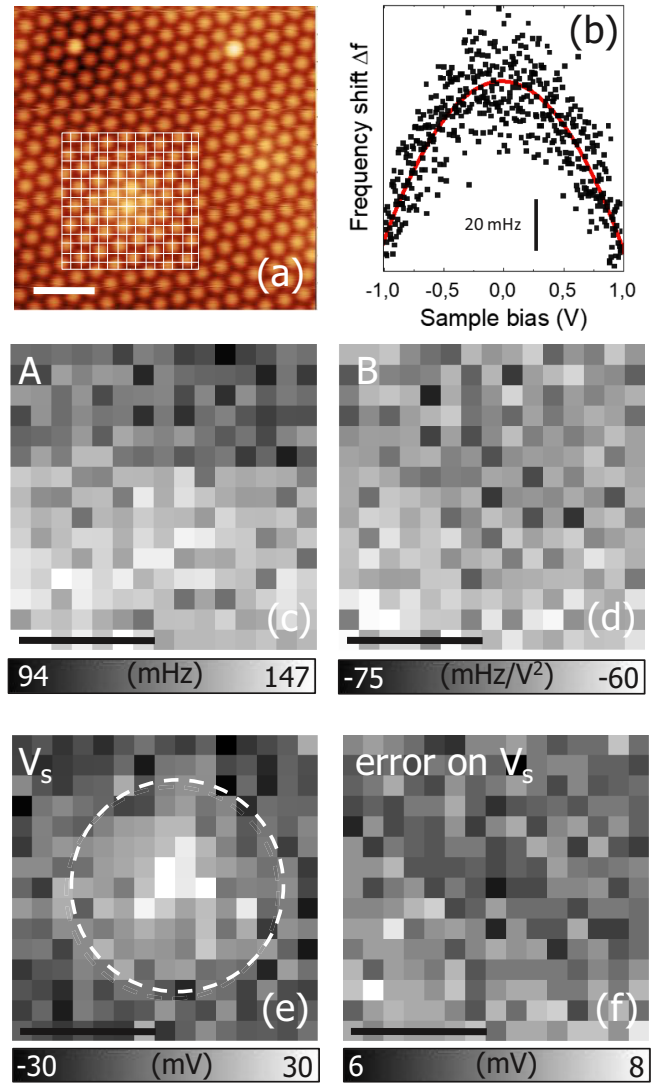 (a)
(b)
Frequency shift Δf
20 mHz
-1,0 -0,5 0,0 0,5 1,0
Sample bias (V)
A
(c)
94 (mHz) 147
B
(d)
-75 (mHz/V²) -60
Vs
(e)
-30 (mV) 30
error on Vs
(f)
6 (mV) 8